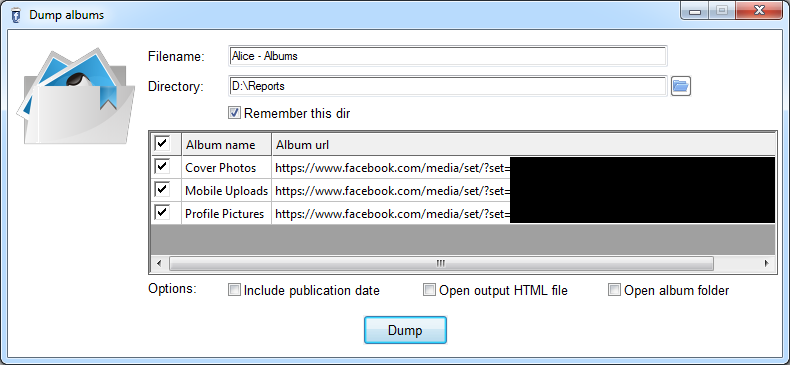 Dump albums
Filename: Alice - Albums
Directory: D:\Reports
Remember this dir
Album name Album url
Cover Photos https://www.facebook.com/media/set/?set=
Mobile Uploads https://www.facebook.com/media/set/?set=
Profile Pictures https://www.facebook.com/media/set/?set=
Options: Include publication date Open output HTML file Open album folder
Dump